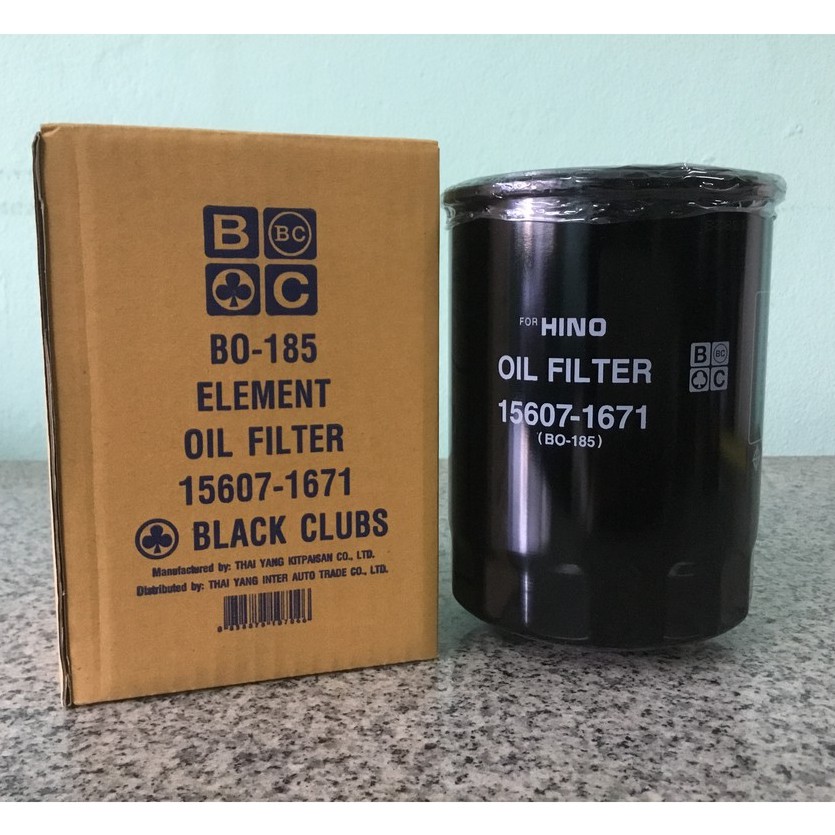 B BC
C
BO-185
ELEMENT
OIL FILTER
15607-1671
BLACK CLUBS
Manufactured by: THAI YANG KITPAISAN CO., LTD.
Distributed by: THAI YANG INTER AUTO TRADE CO., LTD.
FOR HINO
OIL FILTER
15607-1671
(BO-185)
B BC
C